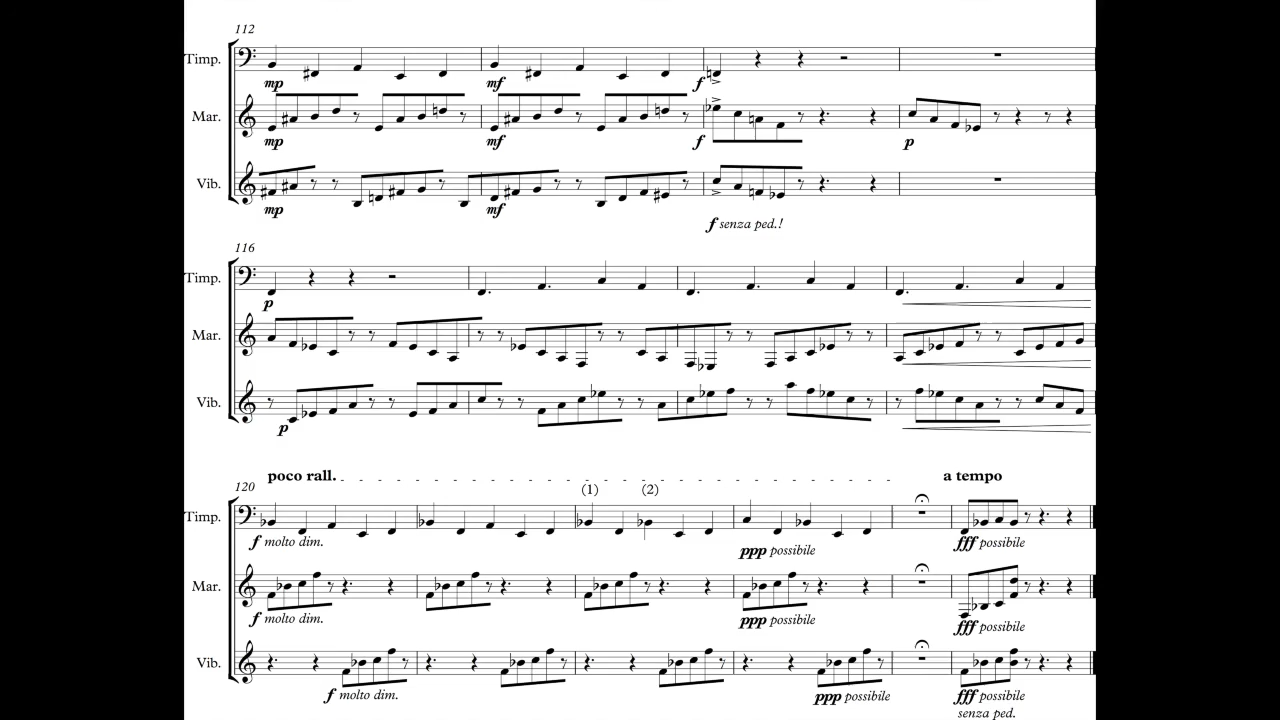 112
Timp.
mp mf f
Mar.
mp mf f p
Vib.
mp mf
f senza ped.!
116
Timp.
p
Mar.
Vib.
p
poco rall. a tempo
120 (1) (2)
Timp.
f molto dim. ppp possibile fff possibile
Mar.
f molto dim. ppp possibile fff possibile
Vib.
f molto dim. ppp possibile fff possibile
senza ped.